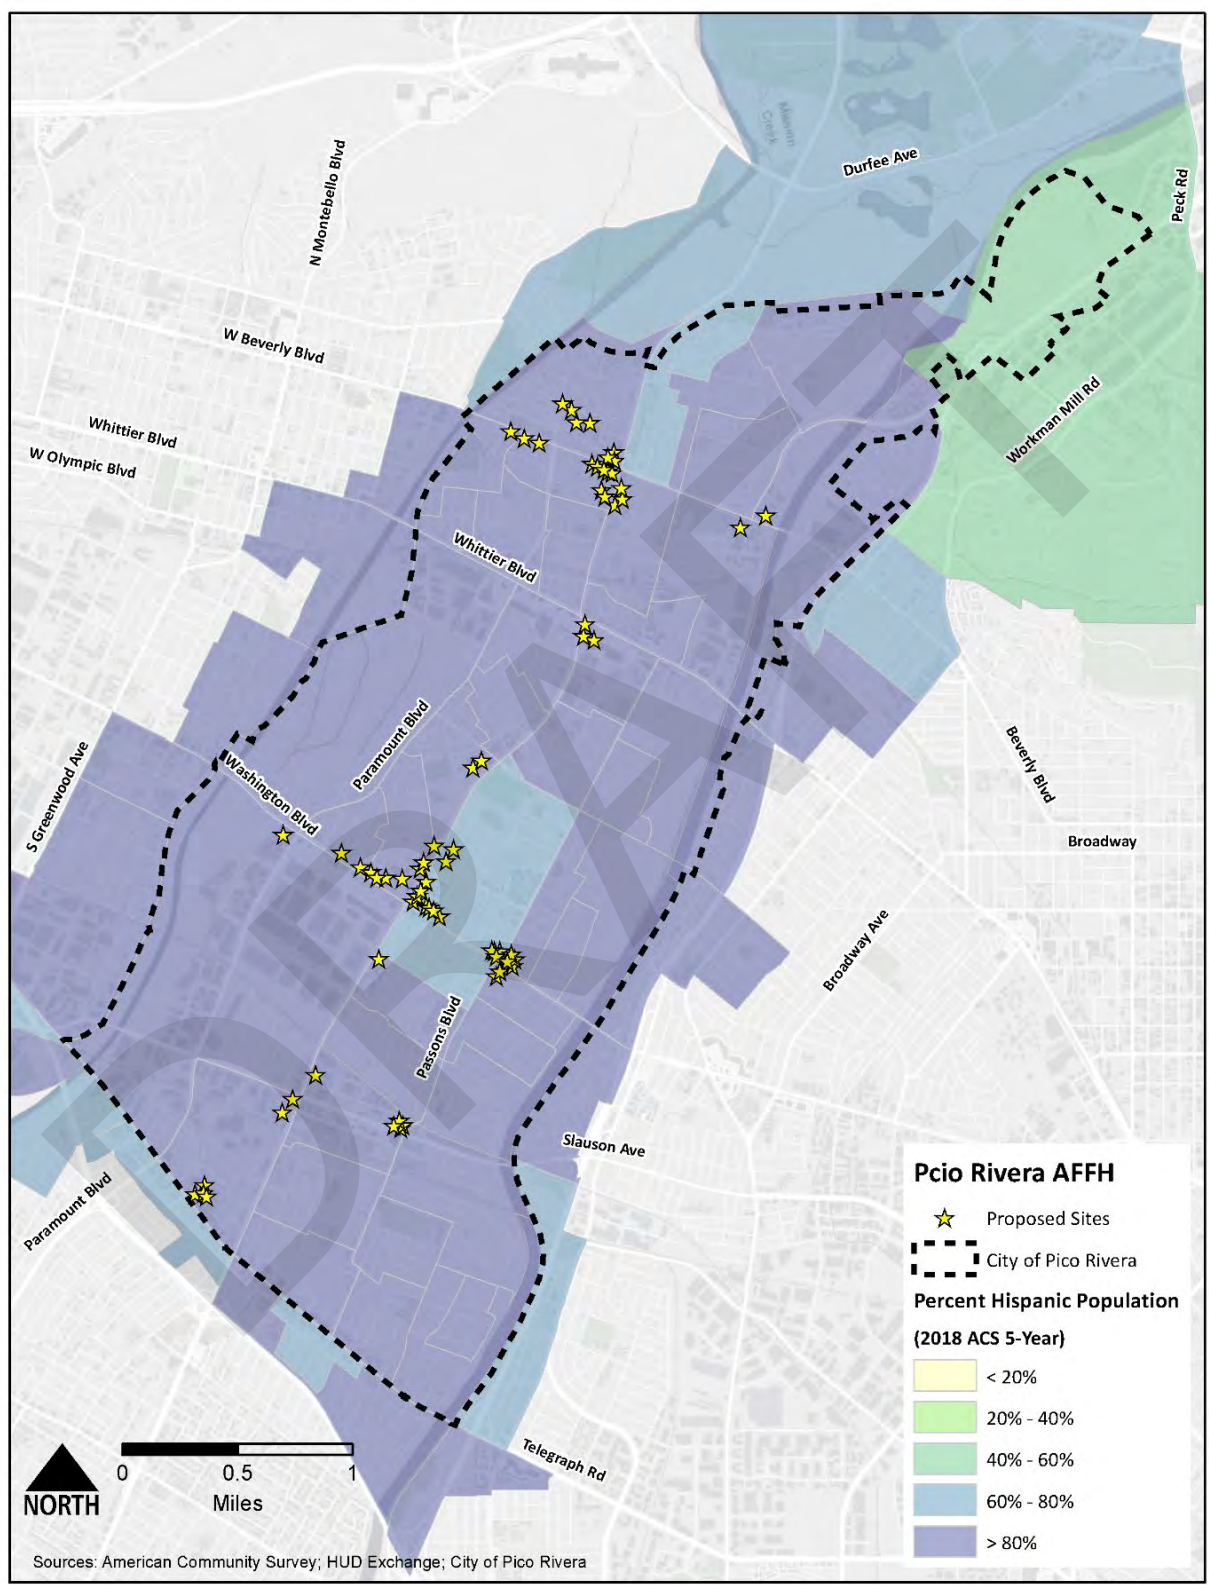 Mission
Creek
Durfee Ave
Peck Rd
N Montebello Blvd
W Beverly Blvd
Whittier Blvd
W Olympic Blvd
Workman Mill Rd
Whittier Blvd
Paramount Blvd
S Greenwood Ave
Washington Blvd
Beverly Blvd
Broadway
Broadway Ave
Passons Blvd
Slauson Ave
Paramount Blvd
Telegraph Rd
DRAFT
Pcio Rivera AFFH
Proposed Sites
City of Pico Rivera
Percent Hispanic Population
(2018 ACS 5-Year)
< 20%
20% - 40%
40% - 60%
60% - 80%
> 80%
NORTH
0 0.5 1
Miles
Sources: American Community Survey; HUD Exchange; City of Pico Rivera